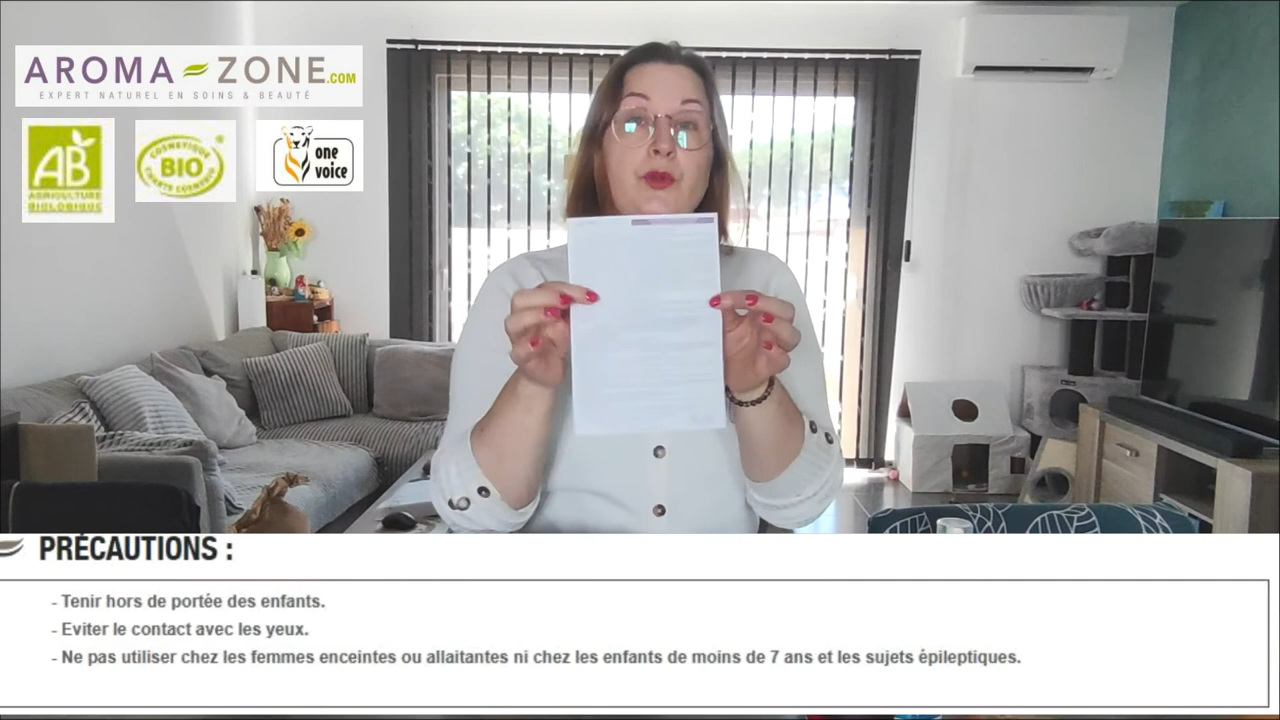 AROMA-ZONE.COM
EXPERT NATUREL EN SOINS & BEAUTÉ
AB
AGRICULTURE
BIOLOGIQUE
COSMETIQUE
BIO
one
voice
PRÉCAUTIONS :
- Tenir hors de portée des enfants.
- Eviter le contact avec les yeux.
- Ne pas utiliser chez les femmes enceintes ou allaitantes ni chez les enfants de moins de 7 ans et les sujets épileptiques.